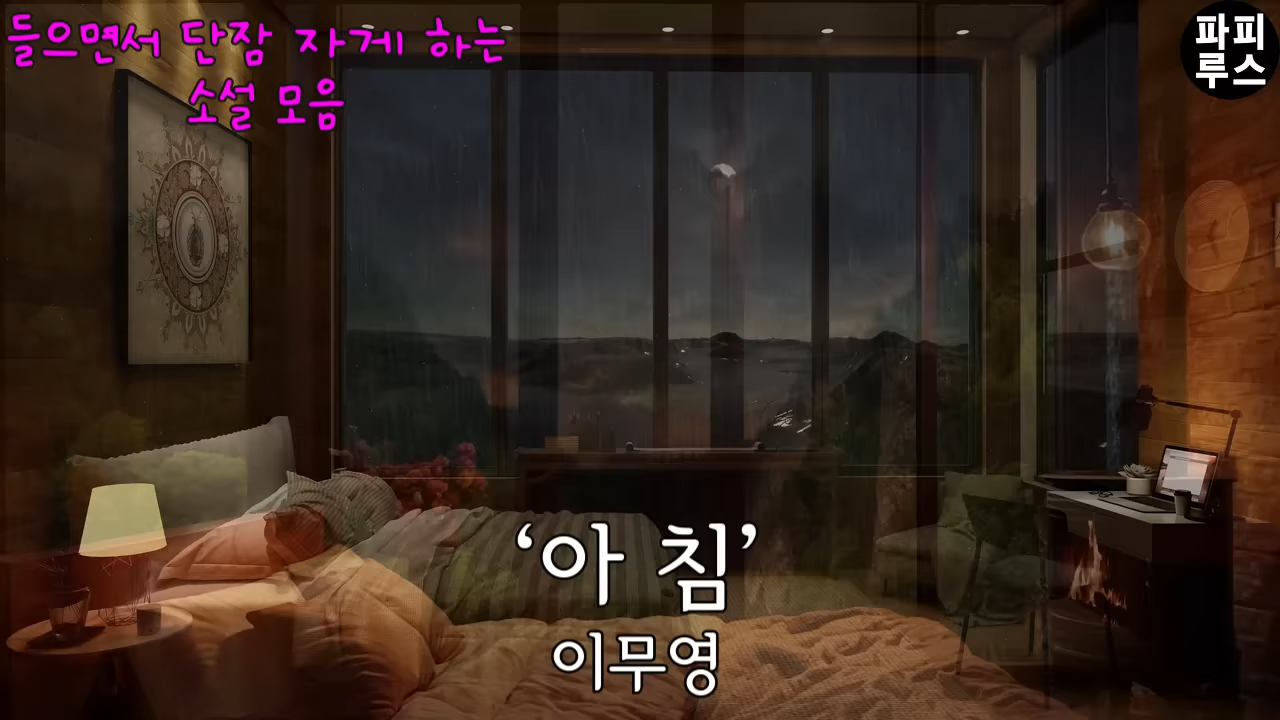 들으면서 단잠 자게 하는
소설 모음
파피
루스
‘아 침’
이무영